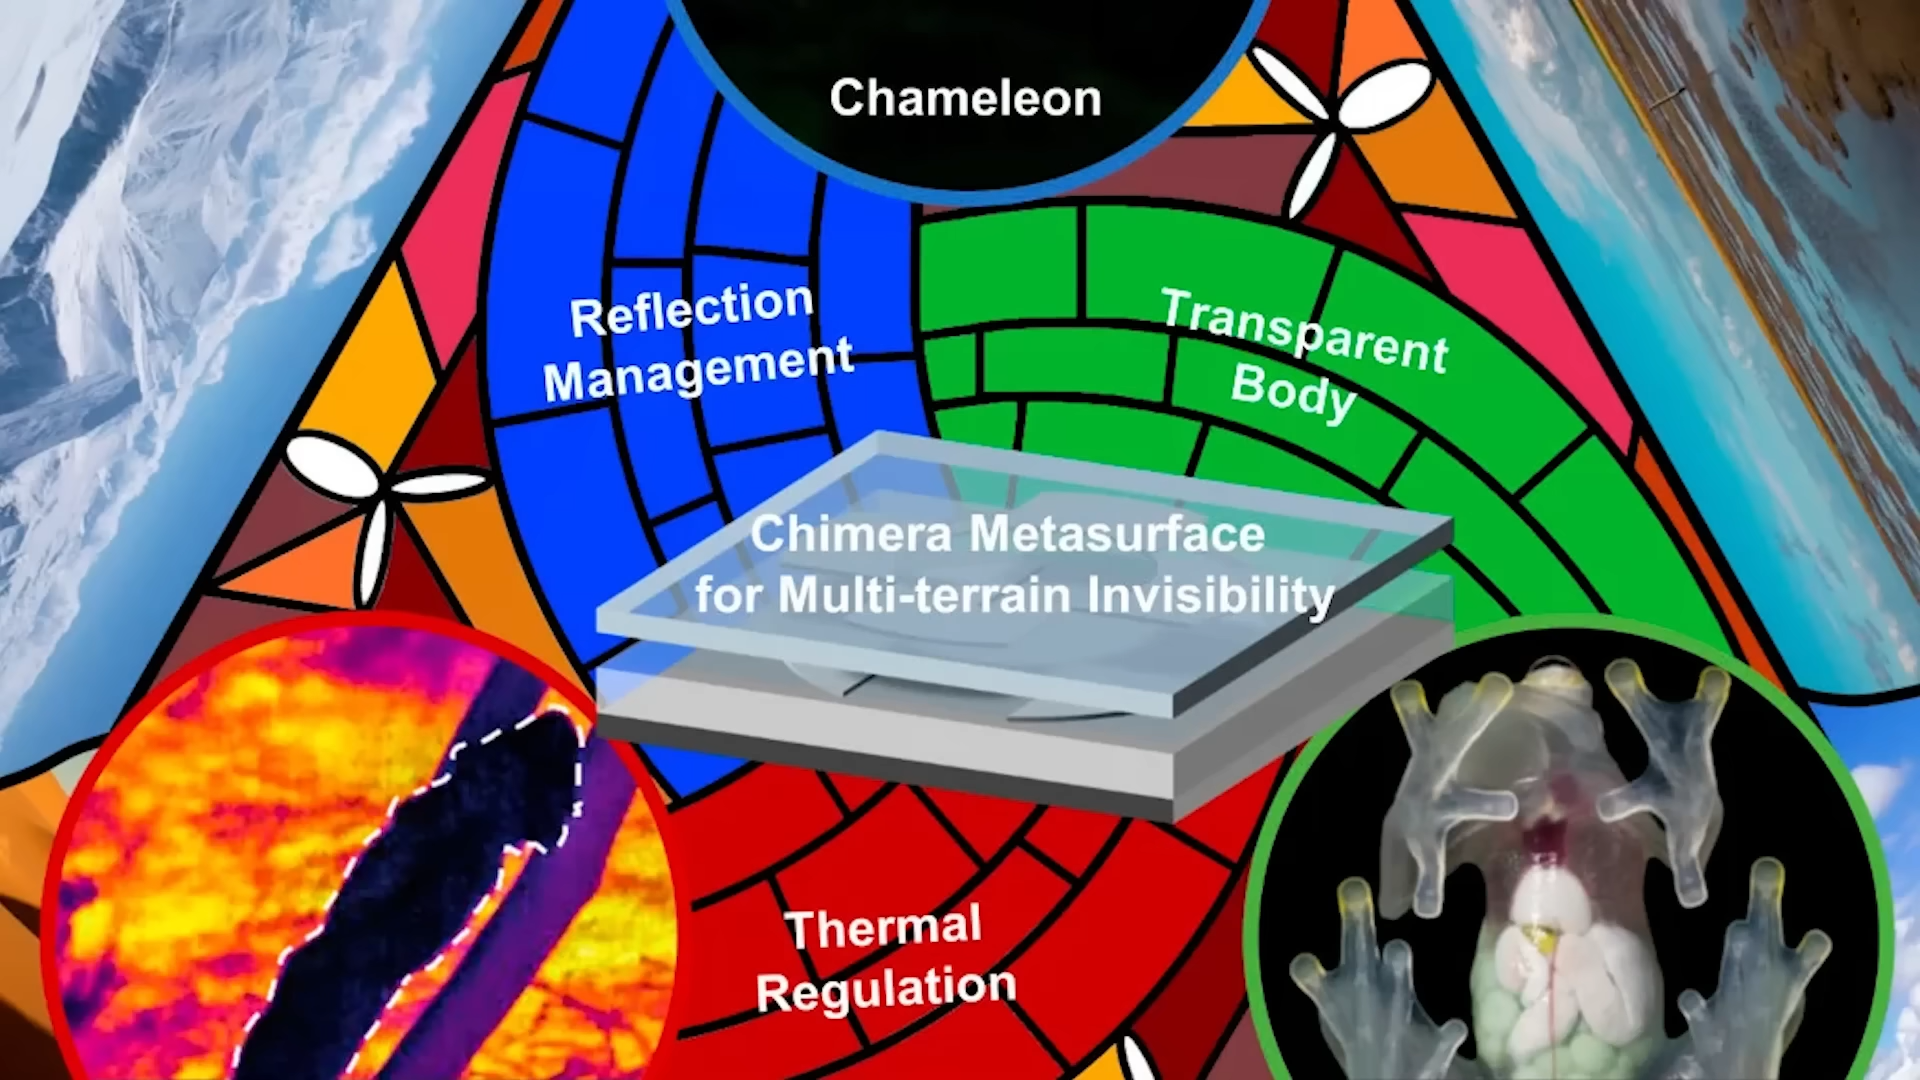 Chameleon
Reflection
Management
Transparent
Body
Chimera Metasurface
for Multi-terrain Invisibility
Thermal
Regulation